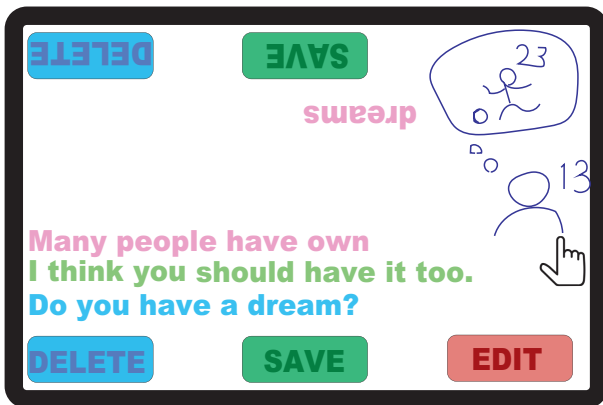 DELETE SAVE
23
dreams
13
Many people have own
I think you should have it too.
Do you have a dream?
DELETE SAVE EDIT